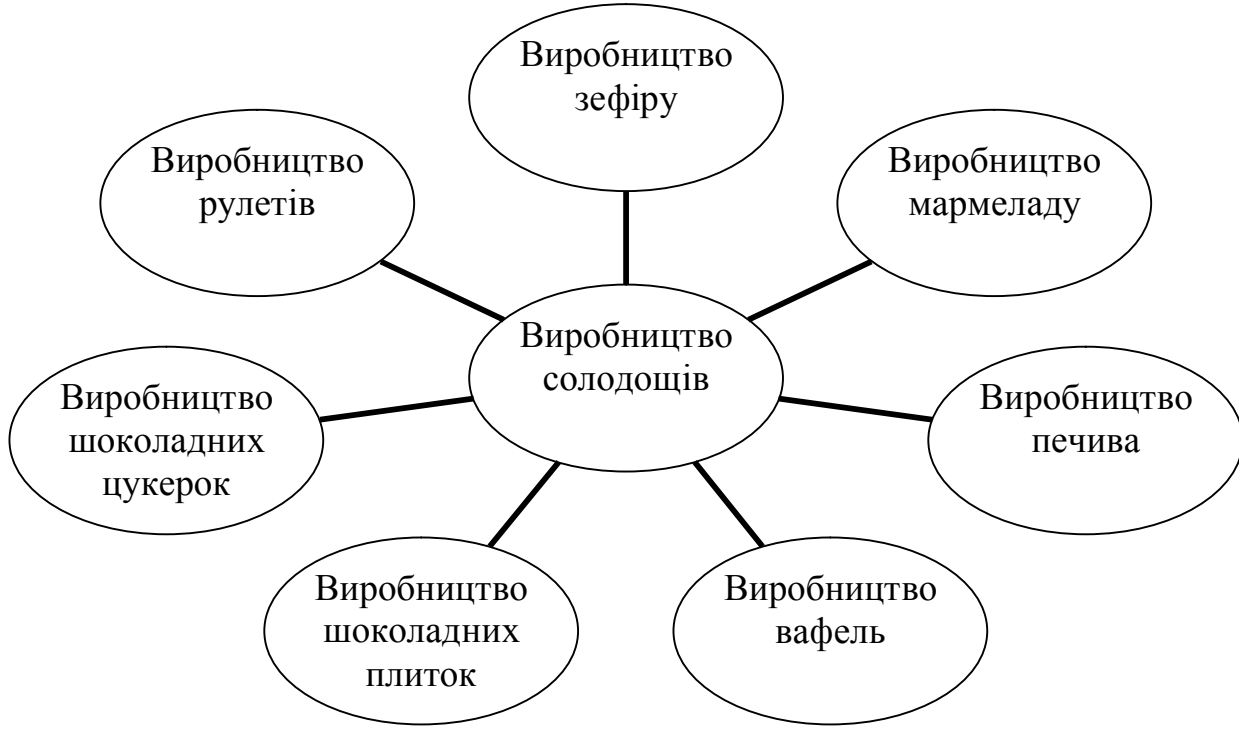 Виробництво
зефіру
Виробництво
рулетів
Виробництво
мармеладу
Виробництво
солодощів
Виробництво
шоколадних
цукерок
Виробництво
печива
Виробництво
шоколадних
плиток
Виробництво
вафель